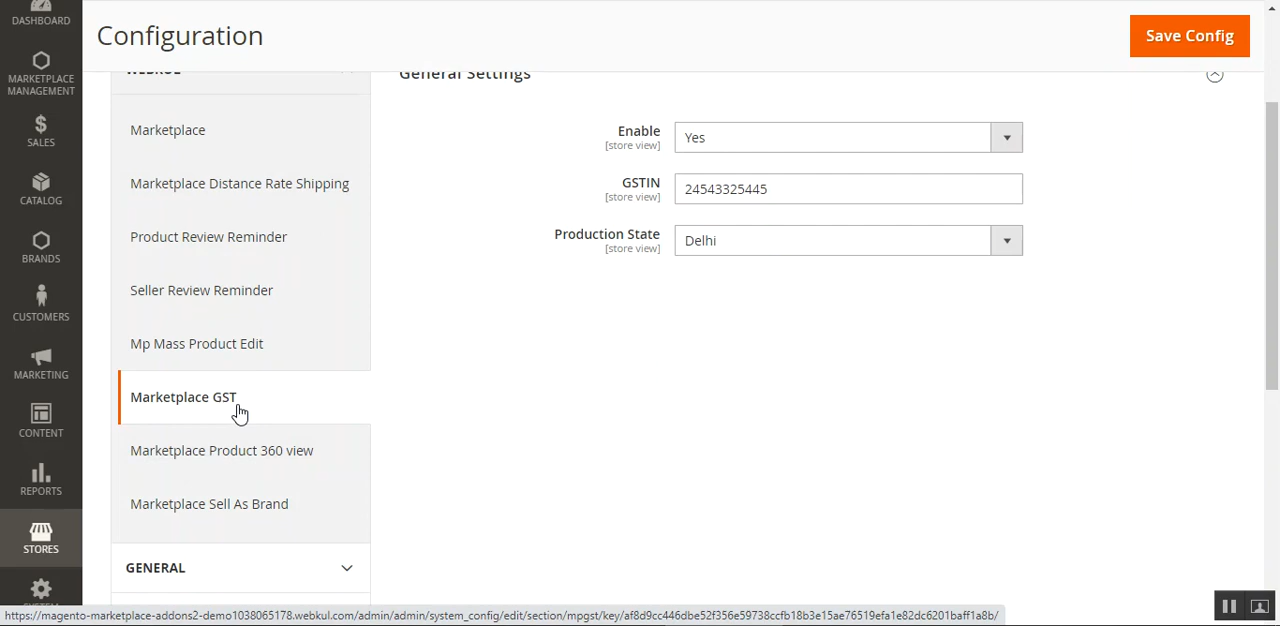 DASHBOARD
MARKETPLACE
MANAGEMENT
SALES
CATALOG
BRANDS
CUSTOMERS
MARKETING
CONTENT
REPORTS
STORES
SYSTEM
Configuration
Save Config
WEBKUL
Marketplace
Marketplace Distance Rate Shipping
Product Review Reminder
Seller Review Reminder
Mp Mass Product Edit
Marketplace GST
Marketplace Product 360 view
Marketplace Sell As Brand
GENERAL
General Settings
Enable
[store view]
Yes
GSTIN
[store view]
24543325445
Production State
[store view]
Delhi
https://magento-marketplace-addons2-demo1038065178.webkul.com/admin/admin/system_config/edit/section/mpgst/key/af8d9cc446dbe52f356e59738ccfb18b3e15ae76519efa1e82dc6201baff1a8b/